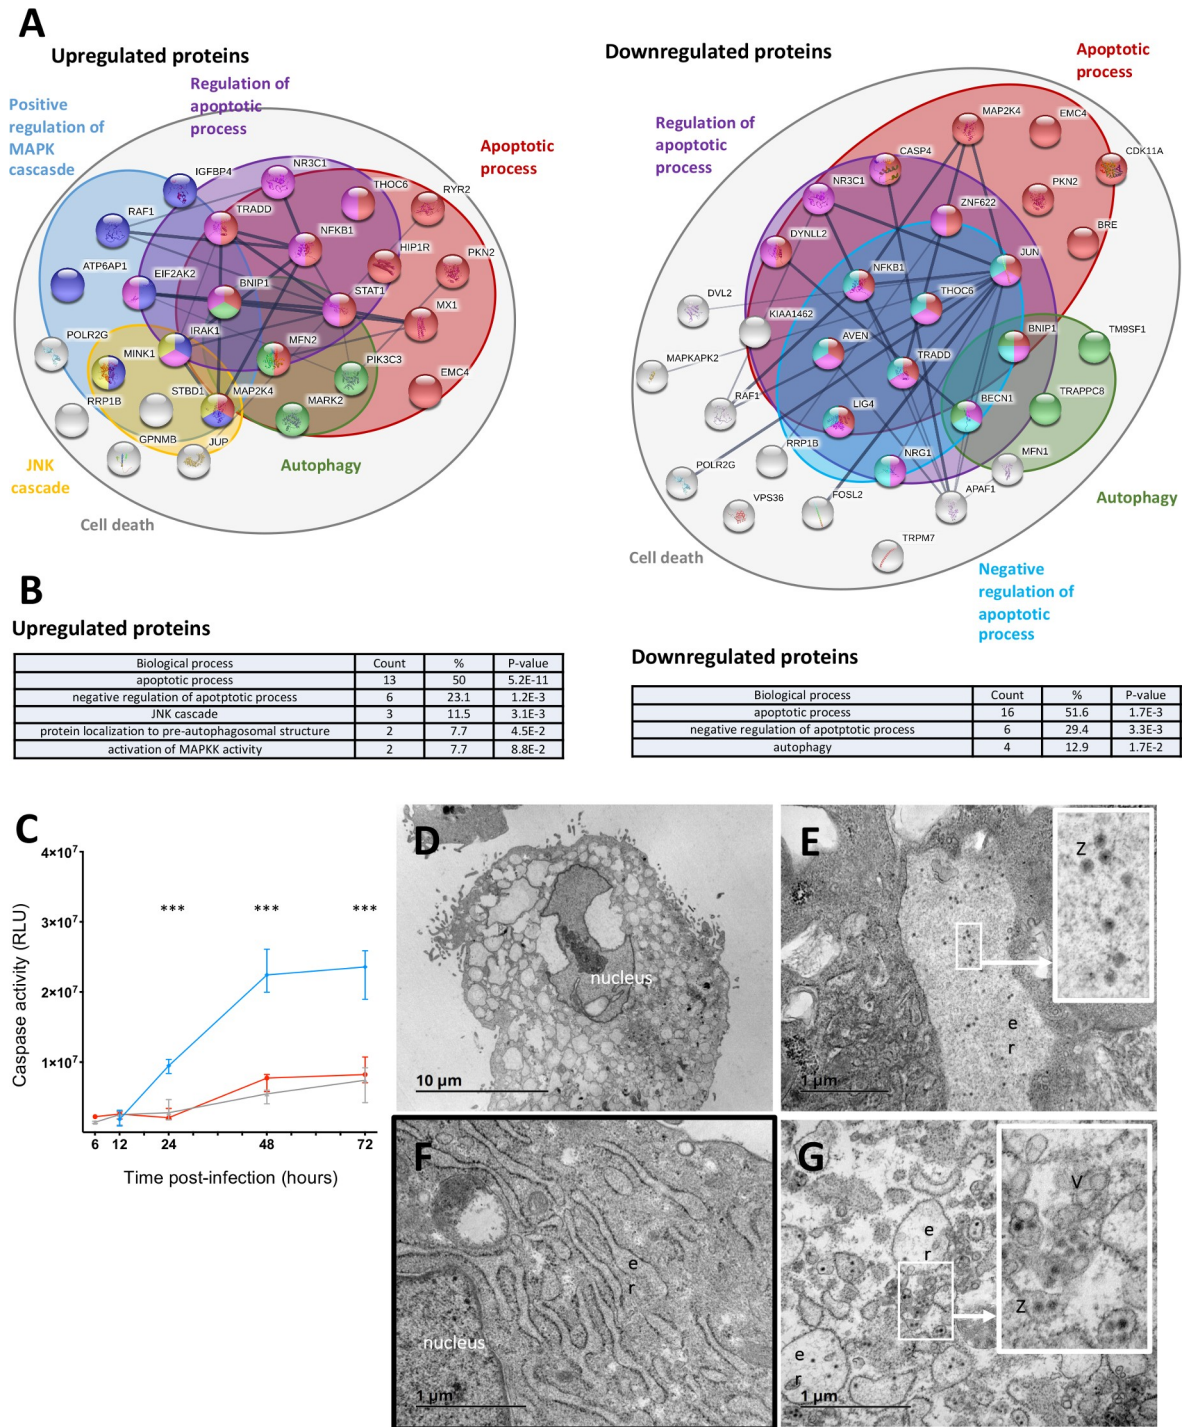 A
Upregulated proteins
Positive
regulation of
MAPK
cascasde
Regulation of
apoptotic
process
Apoptotic
process
IGFBP4
NR3C1
THOC6
RYR2
RAF1
TRADD
NFKB1
HIP1R
PKN2
ATP6AP1
EIF2AK2
BNIP1
STAT1
MX1
POLR2G
IRAK1
MINK1
MFN2
PIK3C3
EMC4
RRP1B
STBD1
MAP2K4
MARK2
GPNMB
JUP
JNK
cascade
Autophagy
Cell death
Downregulated proteins
Apoptotic
process
Regulation of
apoptotic
process
MAP2K4
EMC4
CASP4
CDK11A
NR3C1
PKN2
ZNF622
DYNLL2
BRE
JUN
NFKB1
DVL2
THOC6
KIAA1462
BNIP1
TM9SF1
AVEN
MAPKAPK2
TRADD
RAF1
TRAPPC8
BECN1
LIG4
RRP1B
NRG1
MFN1
POLR2G
APAF1
VPS36
FOSL2
TRPM7
Autophagy
Cell death
Negative
regulation of
apoptotic
process
B
Upregulated proteins
Biological process Count % P-value
apoptotic process 13 50 5.2E-11
negative regulation of apotptotic process 6 23.1 1.2E-3
JNK cascade 3 11.5 3.1E-3
protein localization to pre-autophagosomal structure 2 7.7 4.5E-2
activation of MAPKK activity 2 7.7 8.8E-2
Downregulated proteins
Biological process Count % P-value
apoptotic process 16 51.6 1.7E-3
negative regulation of apotptotic process 6 29.4 3.3E-3
autophagy 4 12.9 1.7E-2
C
Caspase activity (RLU)
4×10⁷
3×10⁷
2×10⁷
1×10⁷
*** *** ***
6 12 24 48 72
Time post-infection (hours)
D
nucleus
10 µm
E
Z
e
r
1 µm
F
e
r
nucleus
1 µm
G
V
e
r
Z
e
r
1 µm